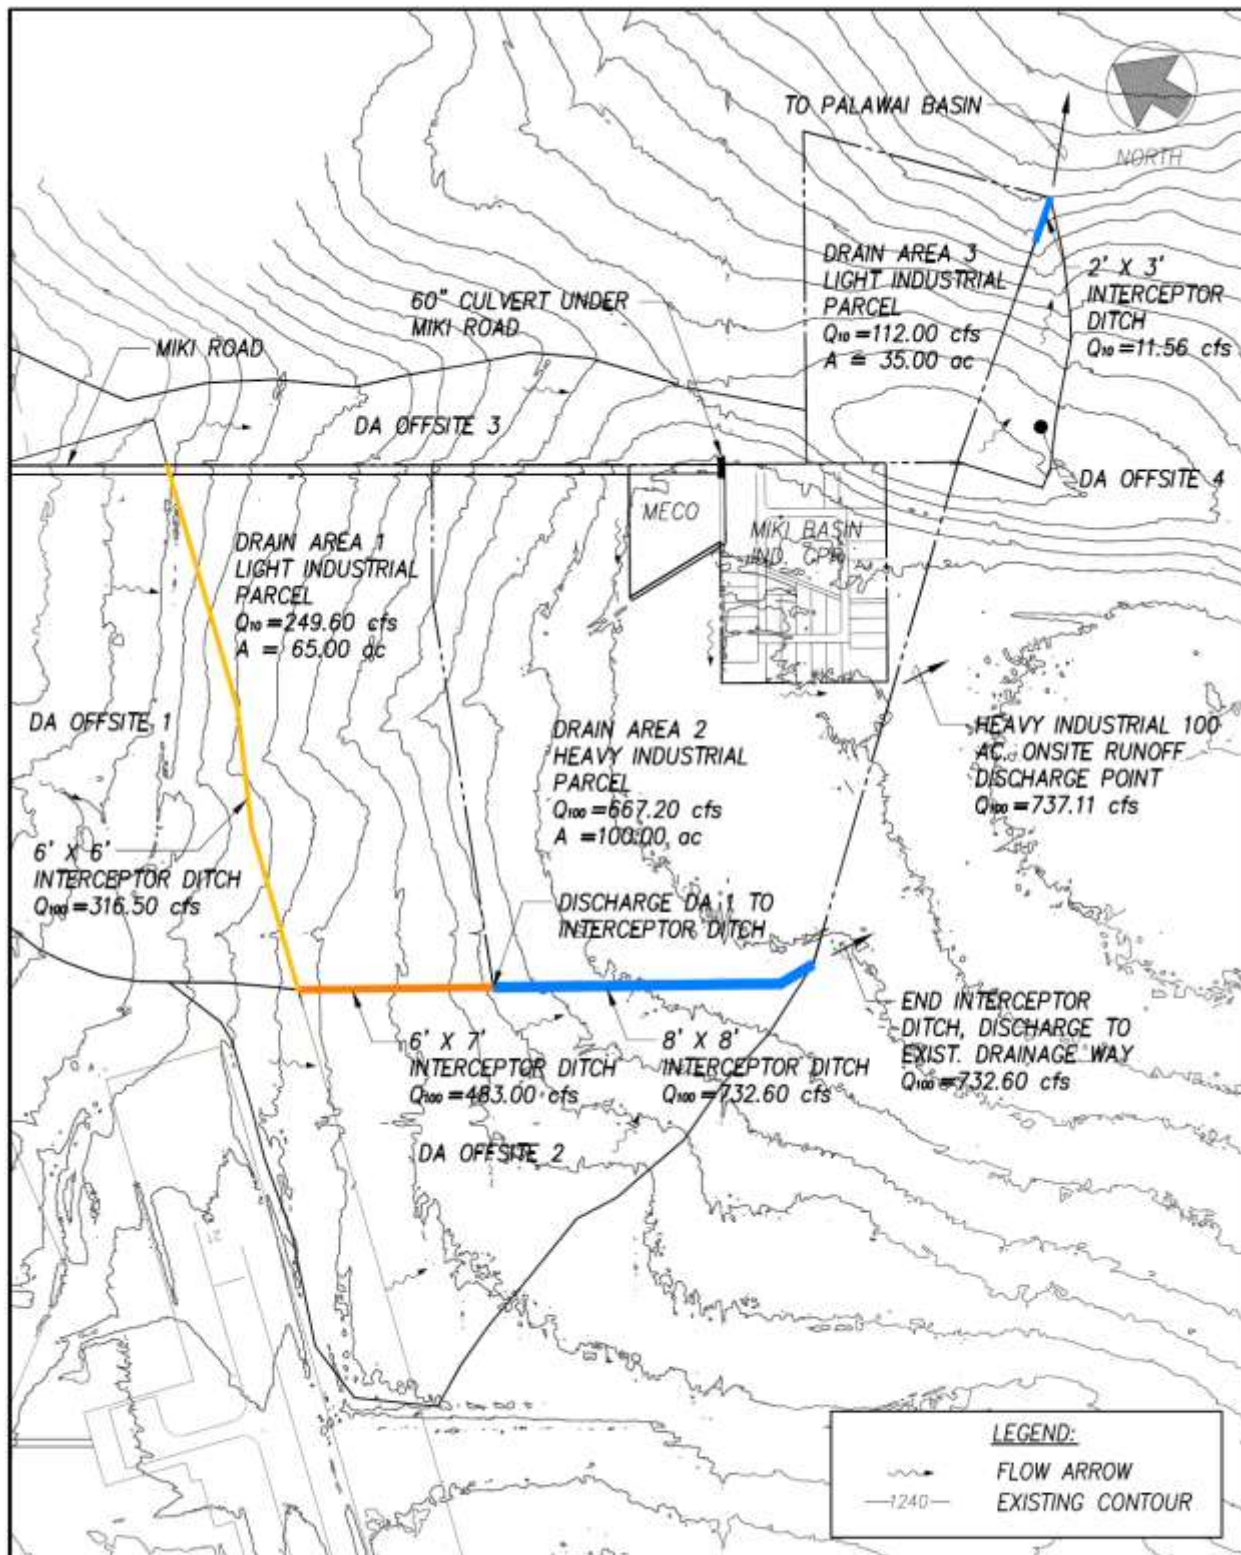 TO PALAWAI BASIN
NORTH
DRAIN AREA 3
LIGHT INDUSTRIAL
PARCEL
Q₁₀ =112.00 cfs
A = 35.00 ac
2' X 3'
INTERCEPTOR
DITCH
Q₁₀ =11.56 cfs
60" CULVERT UNDER
MIKI ROAD
MIKI ROAD
DA OFFSITE 3
DA OFFSITE 4
MECO
MIKI BASIN
IND. CPR
DRAIN AREA 1
LIGHT INDUSTRIAL
PARCEL
Q₁₀ =249.60 cfs
A = 65.00 ac
DA OFFSITE 1
DRAIN AREA 2
HEAVY INDUSTRIAL
PARCEL
Q₁₀₀ =667.20 cfs
A =100.00 ac
HEAVY INDUSTRIAL 100
AC. ONSITE RUNOFF
DISCHARGE POINT
Q₁₀₀ =737.11 cfs
6' X 6'
INTERCEPTOR DITCH
Q₁₀₀ =316.50 cfs
DISCHARGE DA 1 TO
INTERCEPTOR DITCH
6' X 7'
INTERCEPTOR DITCH
Q₁₀₀ =483.00 cfs
8' X 8'
INTERCEPTOR DITCH
Q₁₀₀ =732.60 cfs
END INTERCEPTOR
DITCH, DISCHARGE TO
EXIST. DRAINAGE WAY
Q₁₀₀ =732.60 cfs
DA OFFSITE 2
LEGEND:
FLOW ARROW
1240 EXISTING CONTOUR